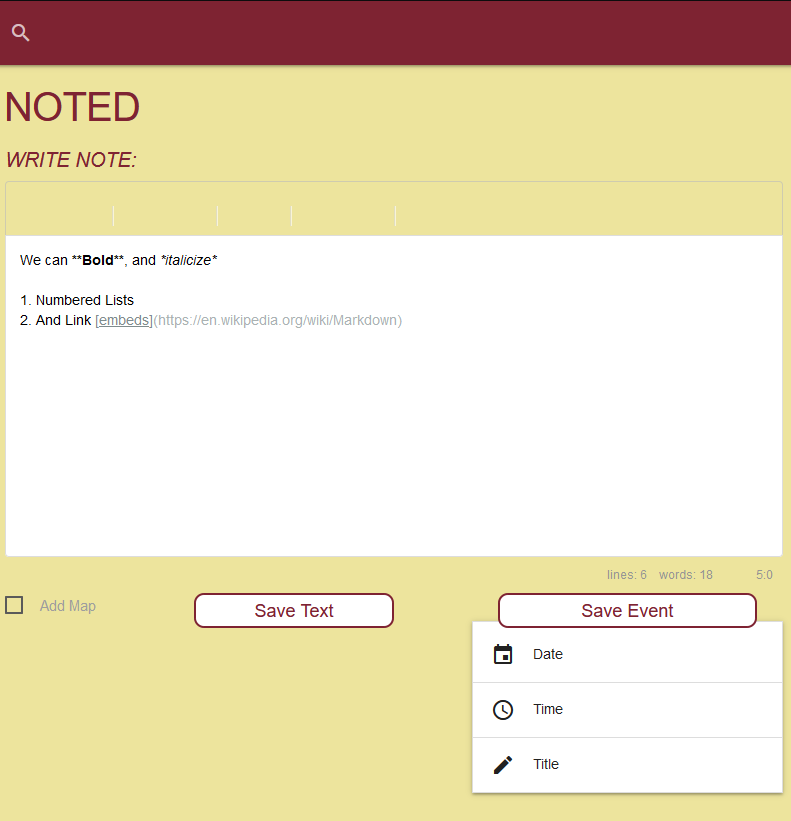 NOTED
WRITE NOTE:
We can **Bold**, and *italicize*
1. Numbered Lists
2. And Link [embeds](https://en.wikipedia.org/wiki/Markdown)
lines: 6 words: 18 5:0
Add Map
Save Text
Save Event
Date
Time
Title